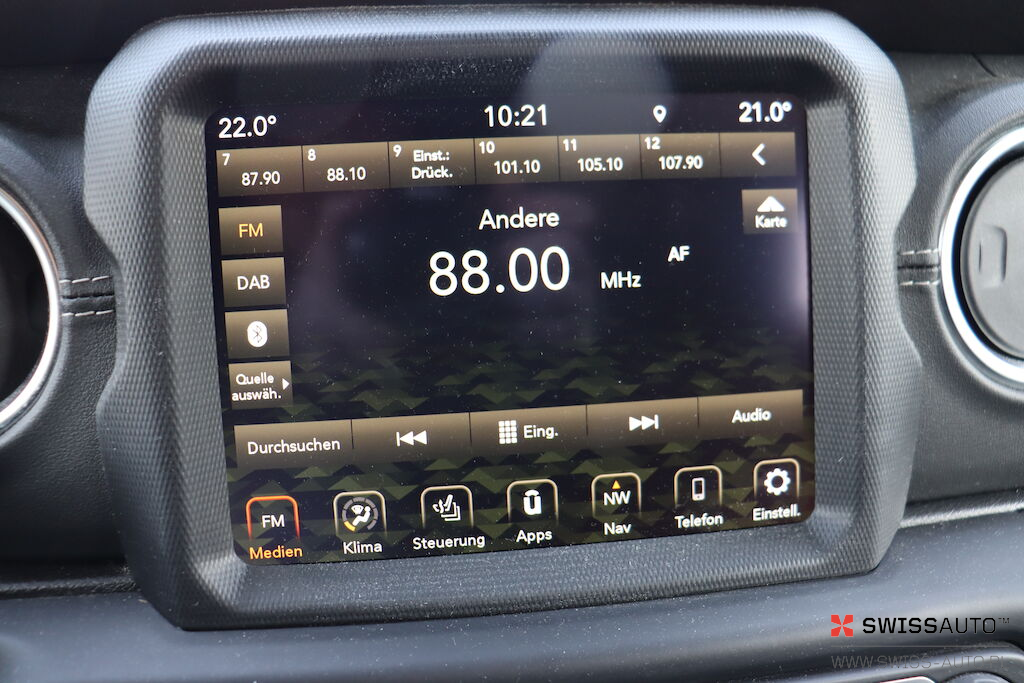 22.0°
10:21
21.0°
7 87.90
8 88.10
9 Einst.:
Drück.
10 101.10
11 105.10
12 107.90
FM
Andere
Karte
88.00 MHz
AF
DAB
Quelle
auswäh.
Durchsuchen
Eing.
Audio
FM
Medien
Klima
Steuerung
Apps
NW
Nav
Telefon
Einstell.
SWISSAUTO™